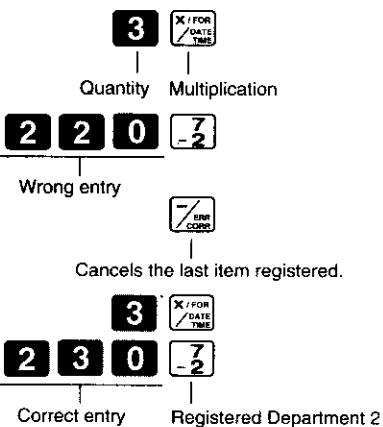 3 X/FOR /DATE TIME
Quantity Multiplication
2 2 0 7 -2
Wrong entry
−/ERR CORR
Cancels the last item registered.
3 X/FOR /DATE TIME
2 3 0 7 -2
Correct entry Registered Department 2